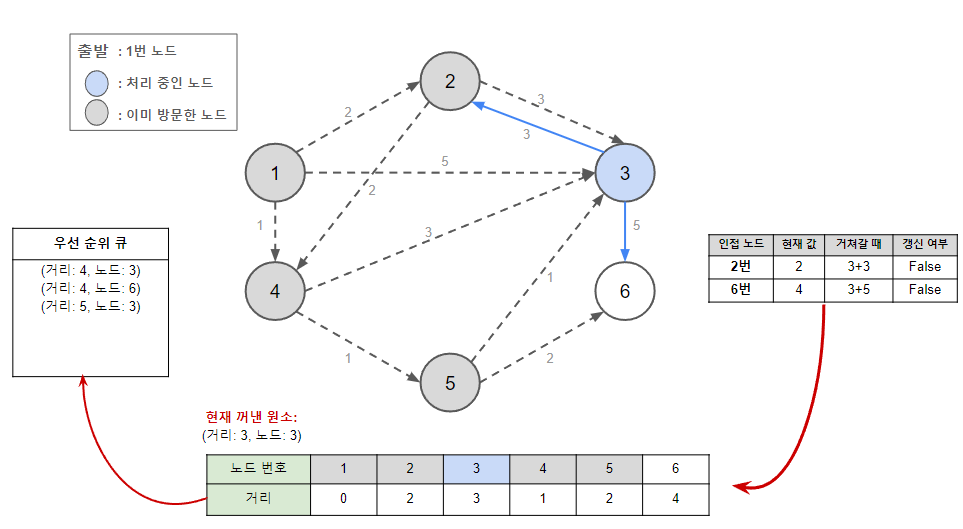 출발 : 1번 노드
: 처리 중인 노드
: 이미 방문한 노드
2
2
3
3
1
5
3
1
2
우선 순위 큐
(거리: 4, 노드: 3)
(거리: 4, 노드: 6)
(거리: 5, 노드: 3)
3
5
4
6
1
1
2
5
인접 노드 현재 값 거쳐갈 때 갱신 여부
2번 2 3+3 False
6번 4 3+5 False
현재 꺼낸 원소:
(거리: 3, 노드: 3)
노드 번호 1 2 3 4 5 6
거리 0 2 3 1 2 4